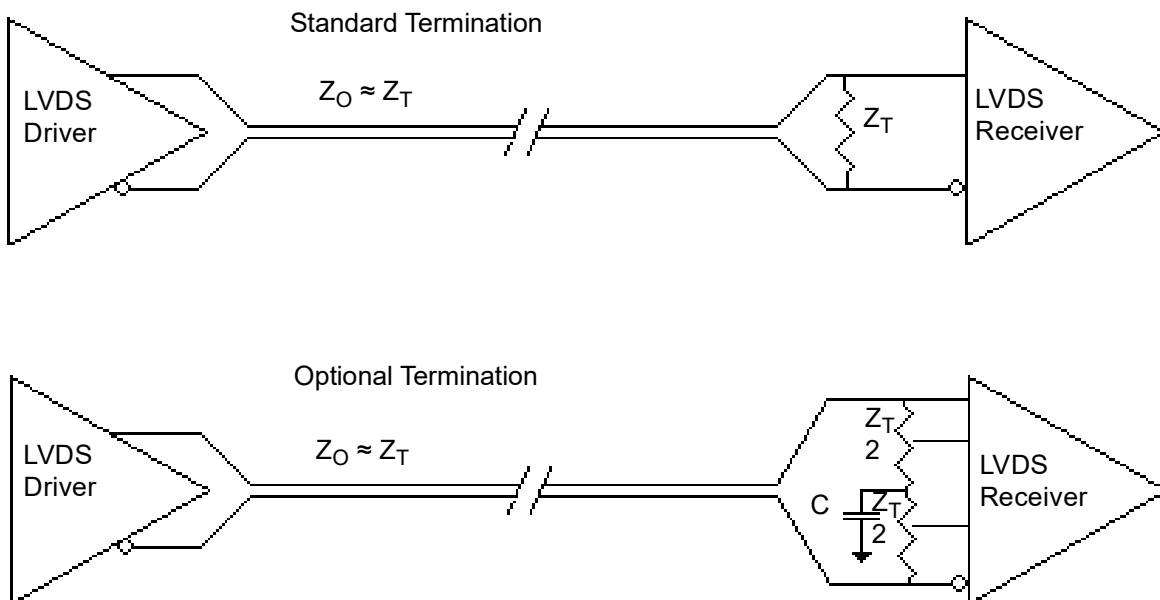 Standard Termination
LVDS
Driver
Z_O ≈ Z_T
Z_T
LVDS
Receiver
Optional Termination
LVDS
Driver
Z_O ≈ Z_T
Z_T
2
C
Z_T
2
LVDS
Receiver